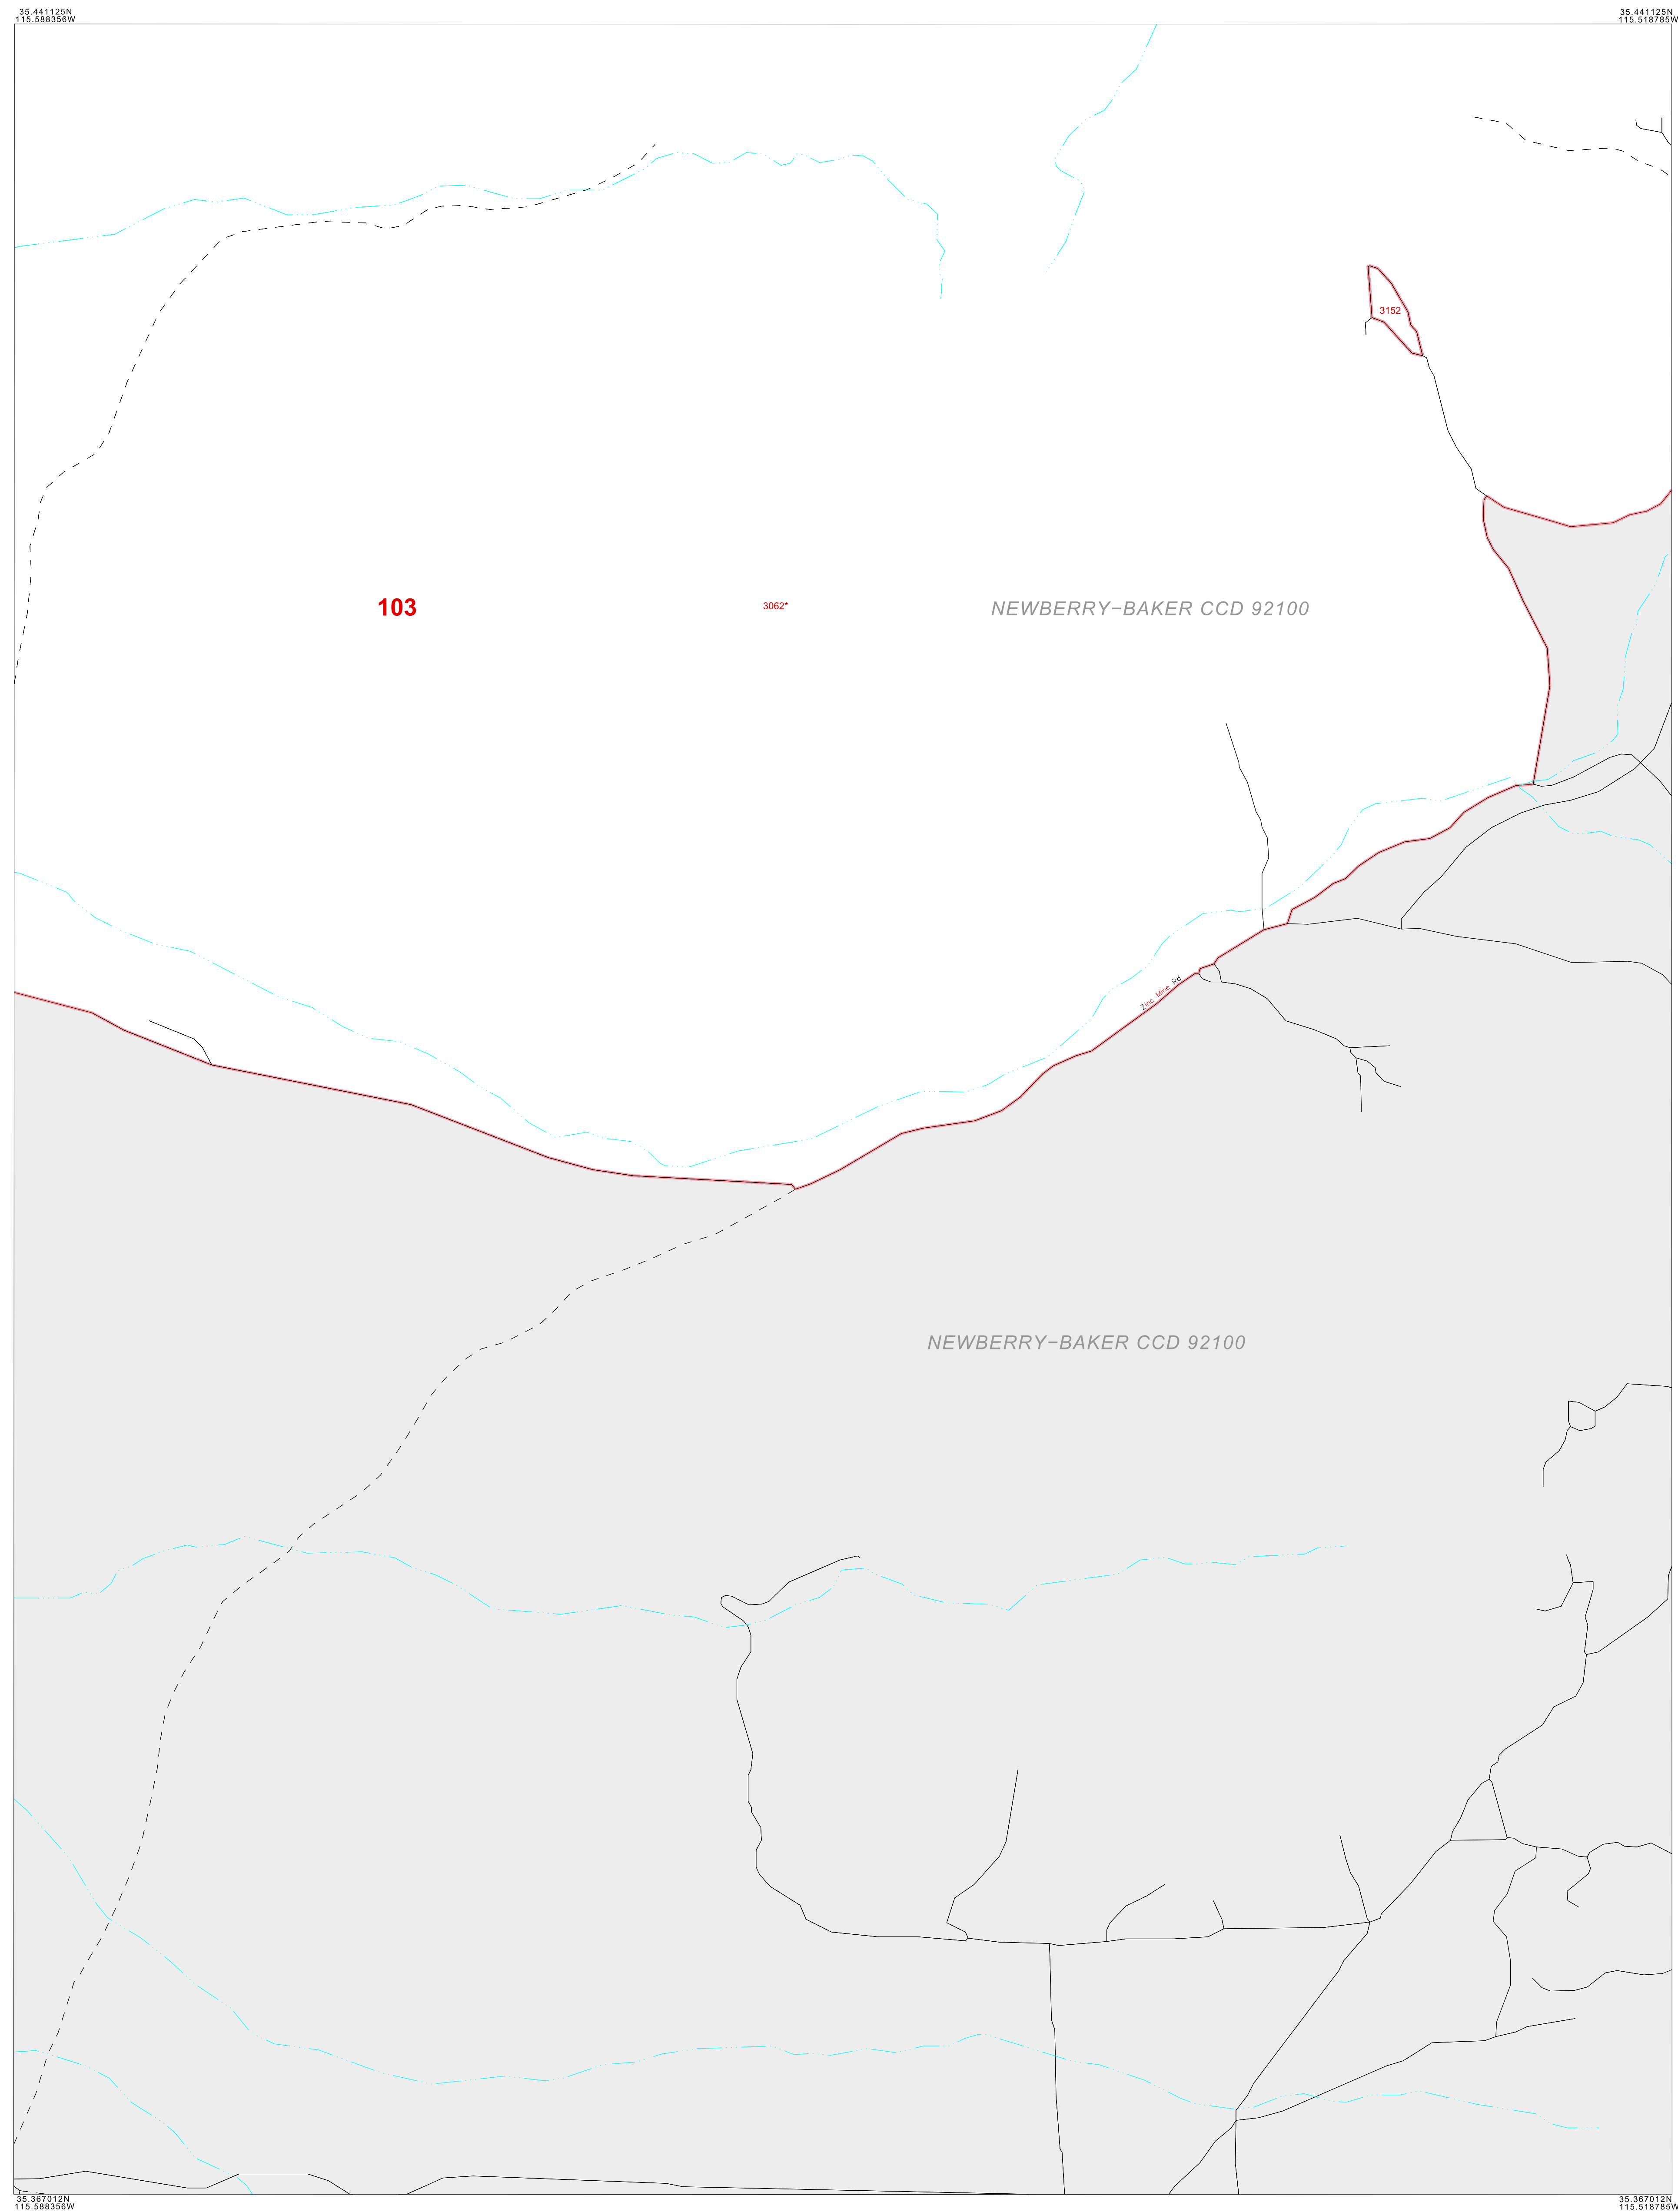 35.441125N
115.588356W
35.441125N
115.518785W
3152
103
3062*
NEWBERRY−BAKER CCD 92100
Zinc Mine Rd
NEWBERRY−BAKER CCD 92100
35.367012N
115.588356W
35.367012N
115.518785W